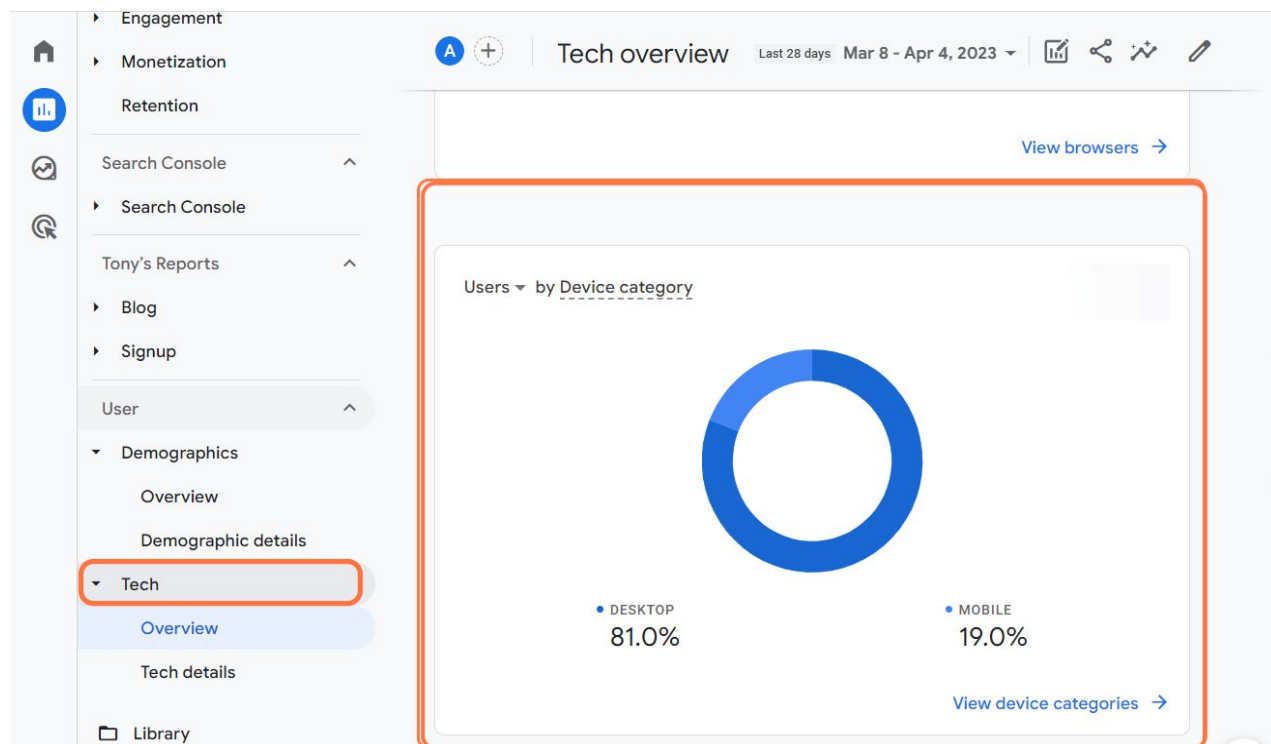 Engagement
Monetization
Retention
Search Console
Search Console
Tony's Reports
Blog
Signup
User
Demographics
Overview
Demographic details
Tech
Overview
Tech details
Library
A
Tech overview Last 28 days Mar 8 - Apr 4, 2023
View browsers
Users by Device category
DESKTOP
81.0%
MOBILE
19.0%
View device categories